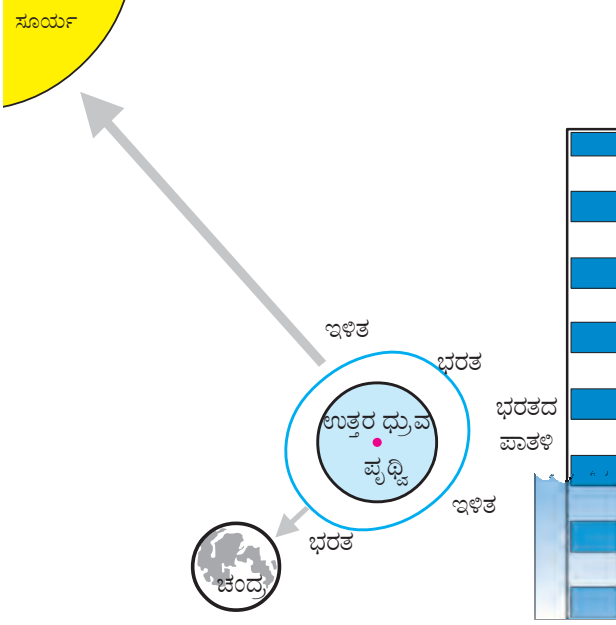 ಸೂರ್ಯ
ಇಳಿತ
ಭರತ
ಭರತದ
ಪಾತಳಿ
ಉತ್ತರ ಧ್ರುವ
ಪೃಥ್ವಿ
ಇಳಿತ
ಭರತ
ಚಂದ್ರ